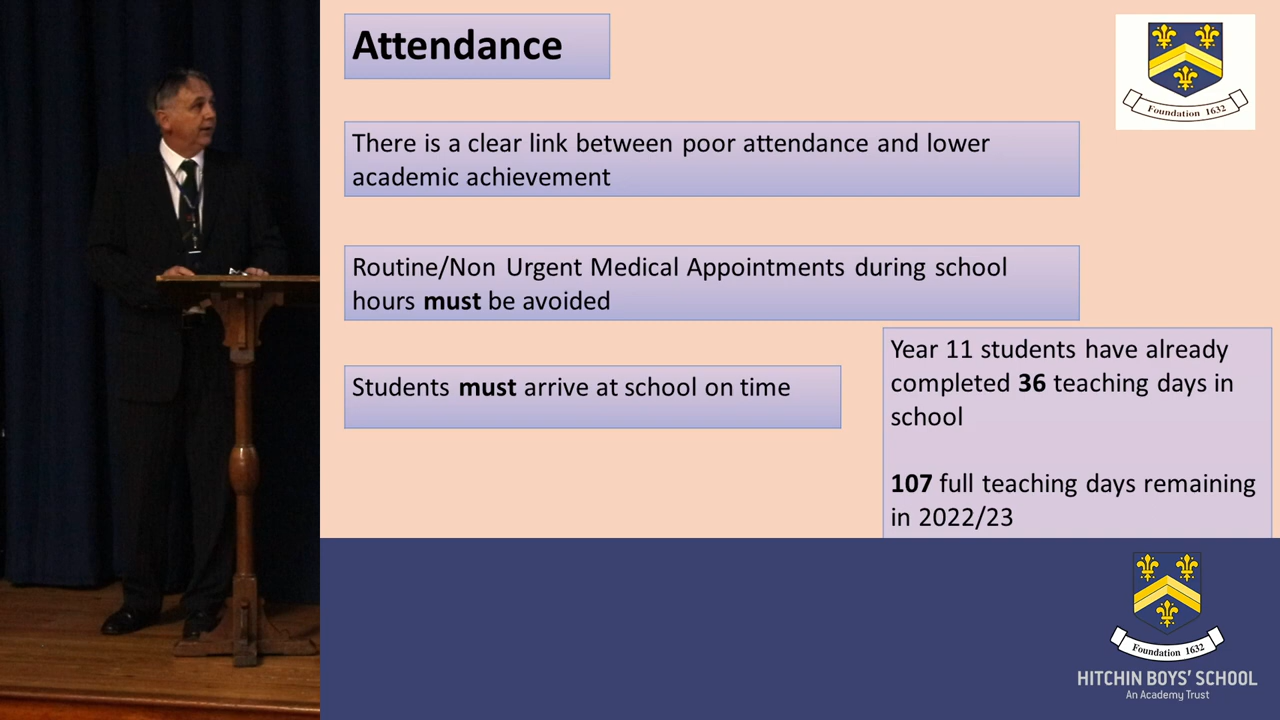 Attendance
Foundation 1632
There is a clear link between poor attendance and lower
academic achievement
Routine/Non Urgent Medical Appointments during school
hours must be avoided
Students must arrive at school on time
Year 11 students have already
completed 36 teaching days in
school
107 full teaching days remaining
in 2022/23
Foundation 1632
HITCHIN BOYS' SCHOOL
An Academy Trust